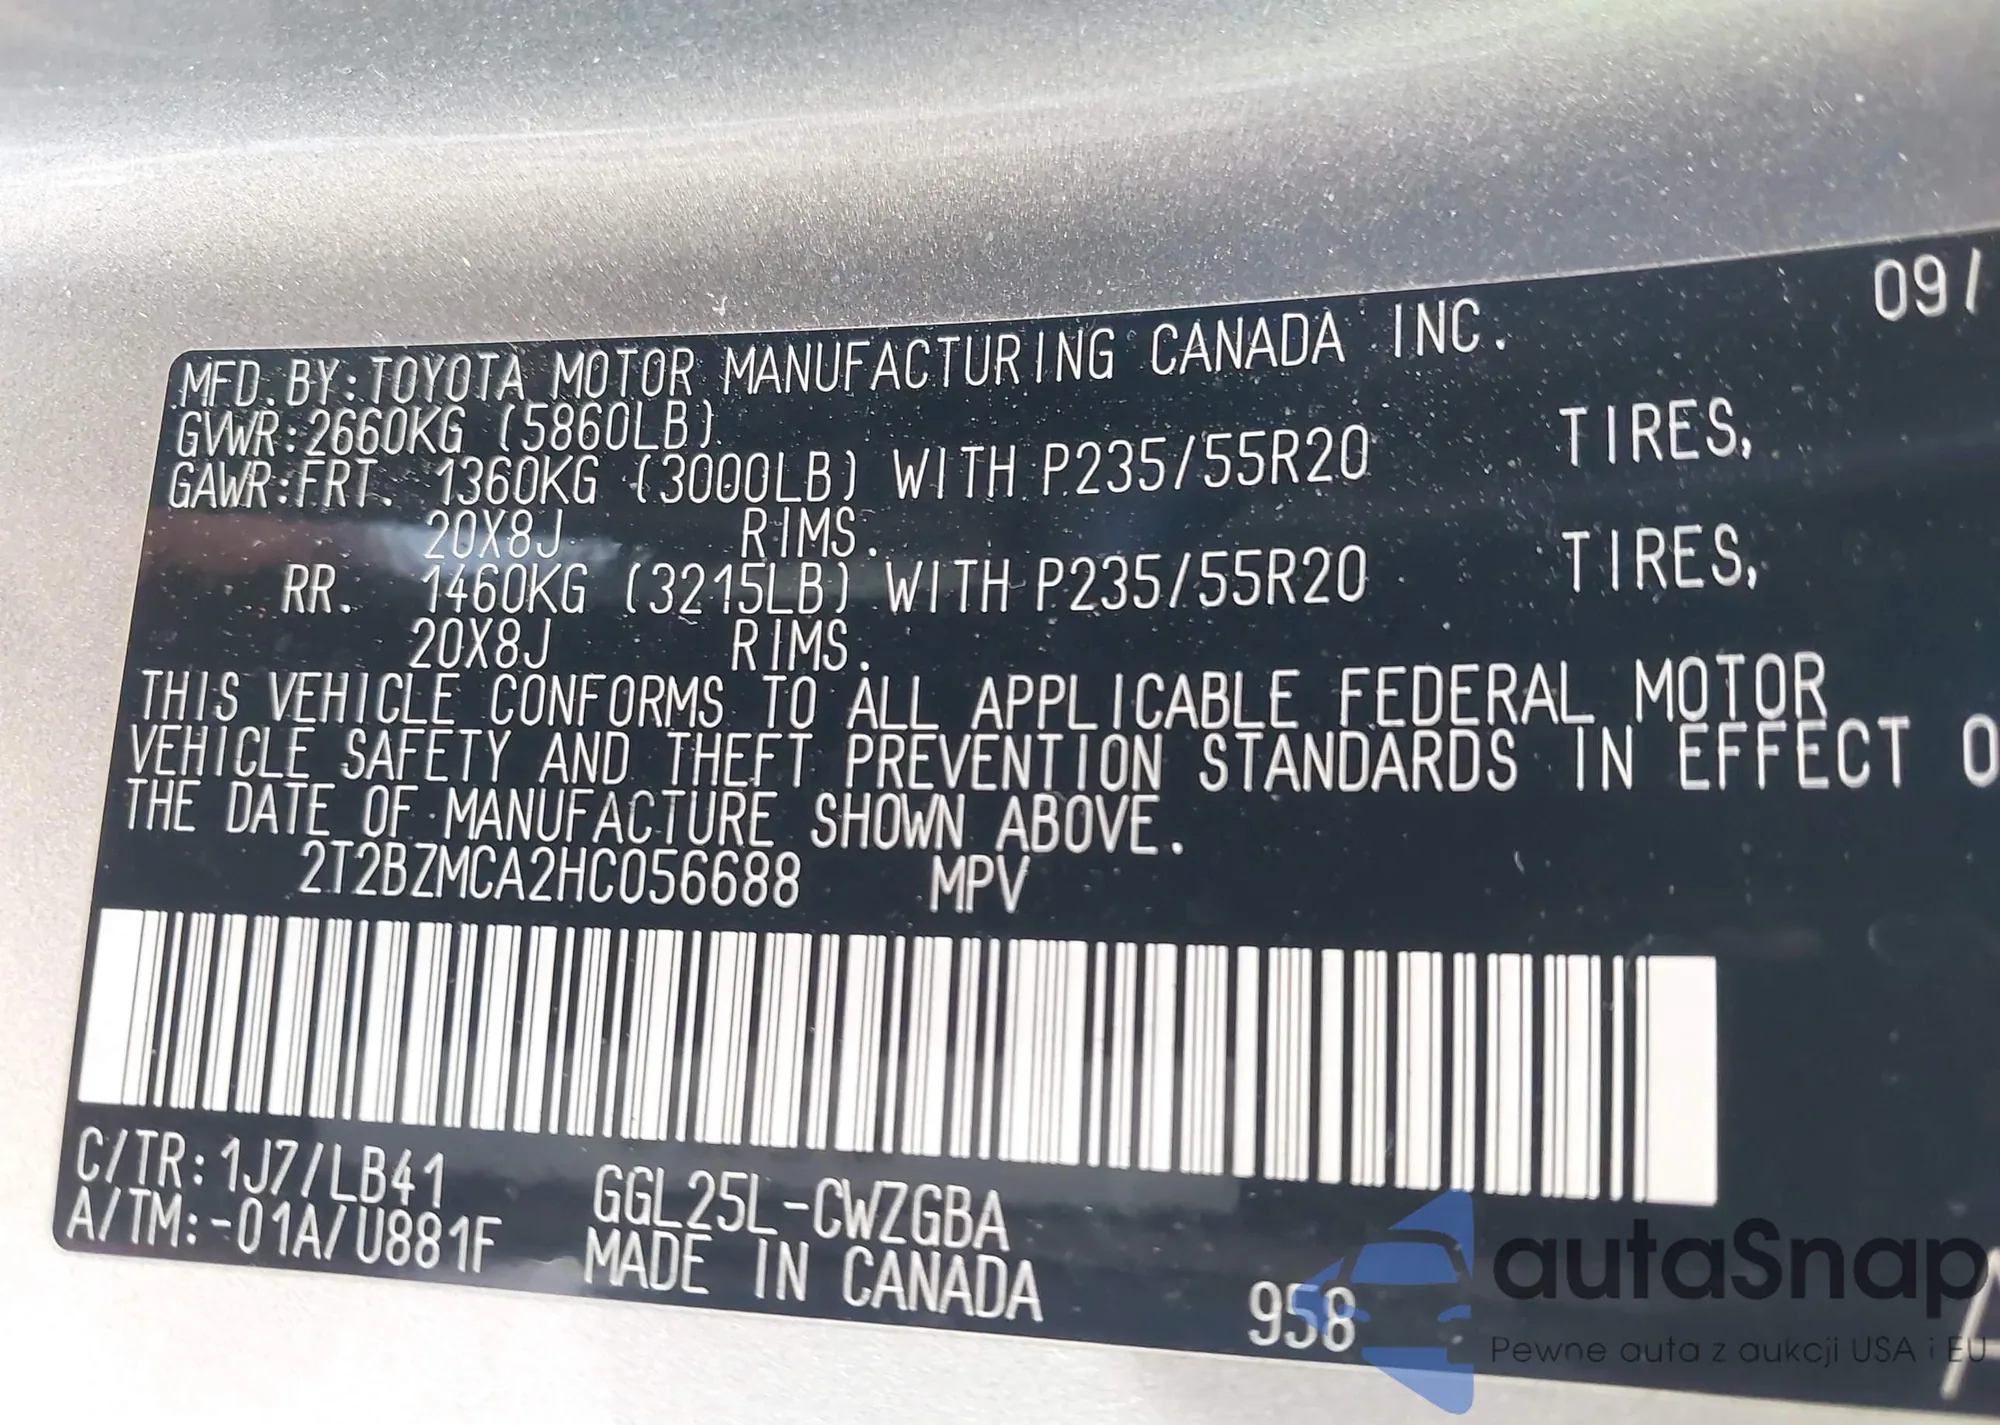 09/
MFD. BY: TOYOTA MOTOR MANUFACTURING CANADA INC.
GVWR: 2660KG (5860LB)
GAWR: FRT. 1360KG (3000LB) WITH P235/55R20 TIRES,
20X8J RIMS.
RR. 1460KG (3215LB) WITH P235/55R20 TIRES,
20X8J RIMS.
THIS VEHICLE CONFORMS TO ALL APPLICABLE FEDERAL MOTOR
VEHICLE SAFETY AND THEFT PREVENTION STANDARDS IN EFFECT O
THE DATE OF MANUFACTURE SHOWN ABOVE.
2T2BZMCA2HC056688 MPV
C/TR: 1J7/LB41 GGL25L-CWZGBA
A/TM: -01A/U881F MADE IN CANADA
958
autaSnap
Pewne auta z aukcji USA i EU